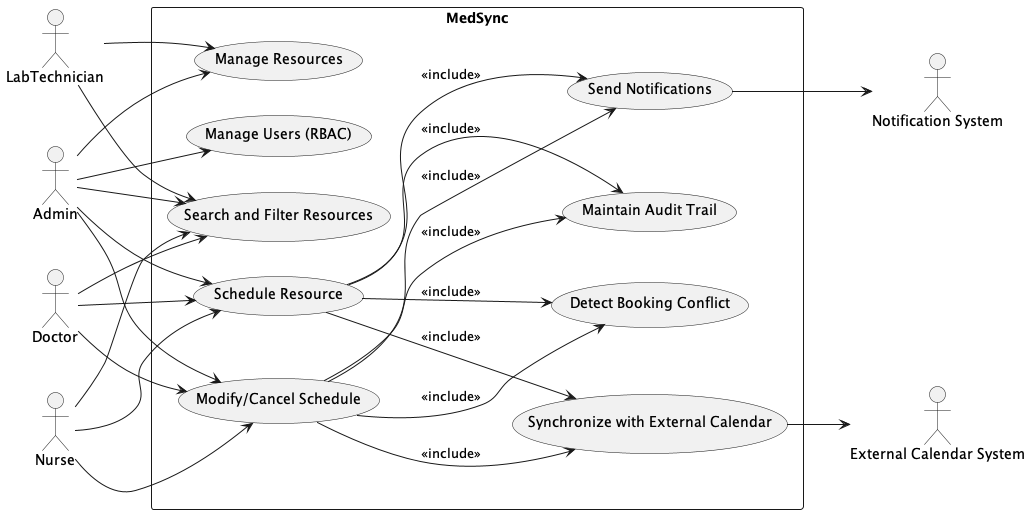 MedSync
LabTechnician
Admin
Doctor
Nurse
Manage Resources
Manage Users (RBAC)
Search and Filter Resources
Schedule Resource
Modify/Cancel Schedule
«include»
«include»
«include»
«include»
«include»
«include»
«include»
«include»
Send Notifications
Maintain Audit Trail
Detect Booking Conflict
Synchronize with External Calendar
Notification System
External Calendar System